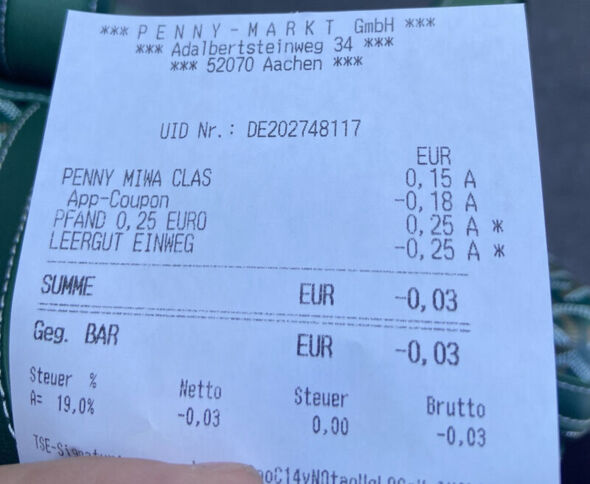 *** PENNY-MARKT GmbH ***
*** Adalbertsteinweg 34 ***
*** 52070 Aachen ***
UID Nr.: DE202748117
EUR
PENNY MIWA CLAS 0,15 A
App-Coupon -0,18 A
PFAND 0,25 EURO 0,25 A *
LEERGUT EINWEG -0,25 A *
SUMME EUR -0,03
Geg. BAR EUR -0,03
Steuer % Netto Steuer Brutto
A= 19,0% -0,03 0,00 -0,03